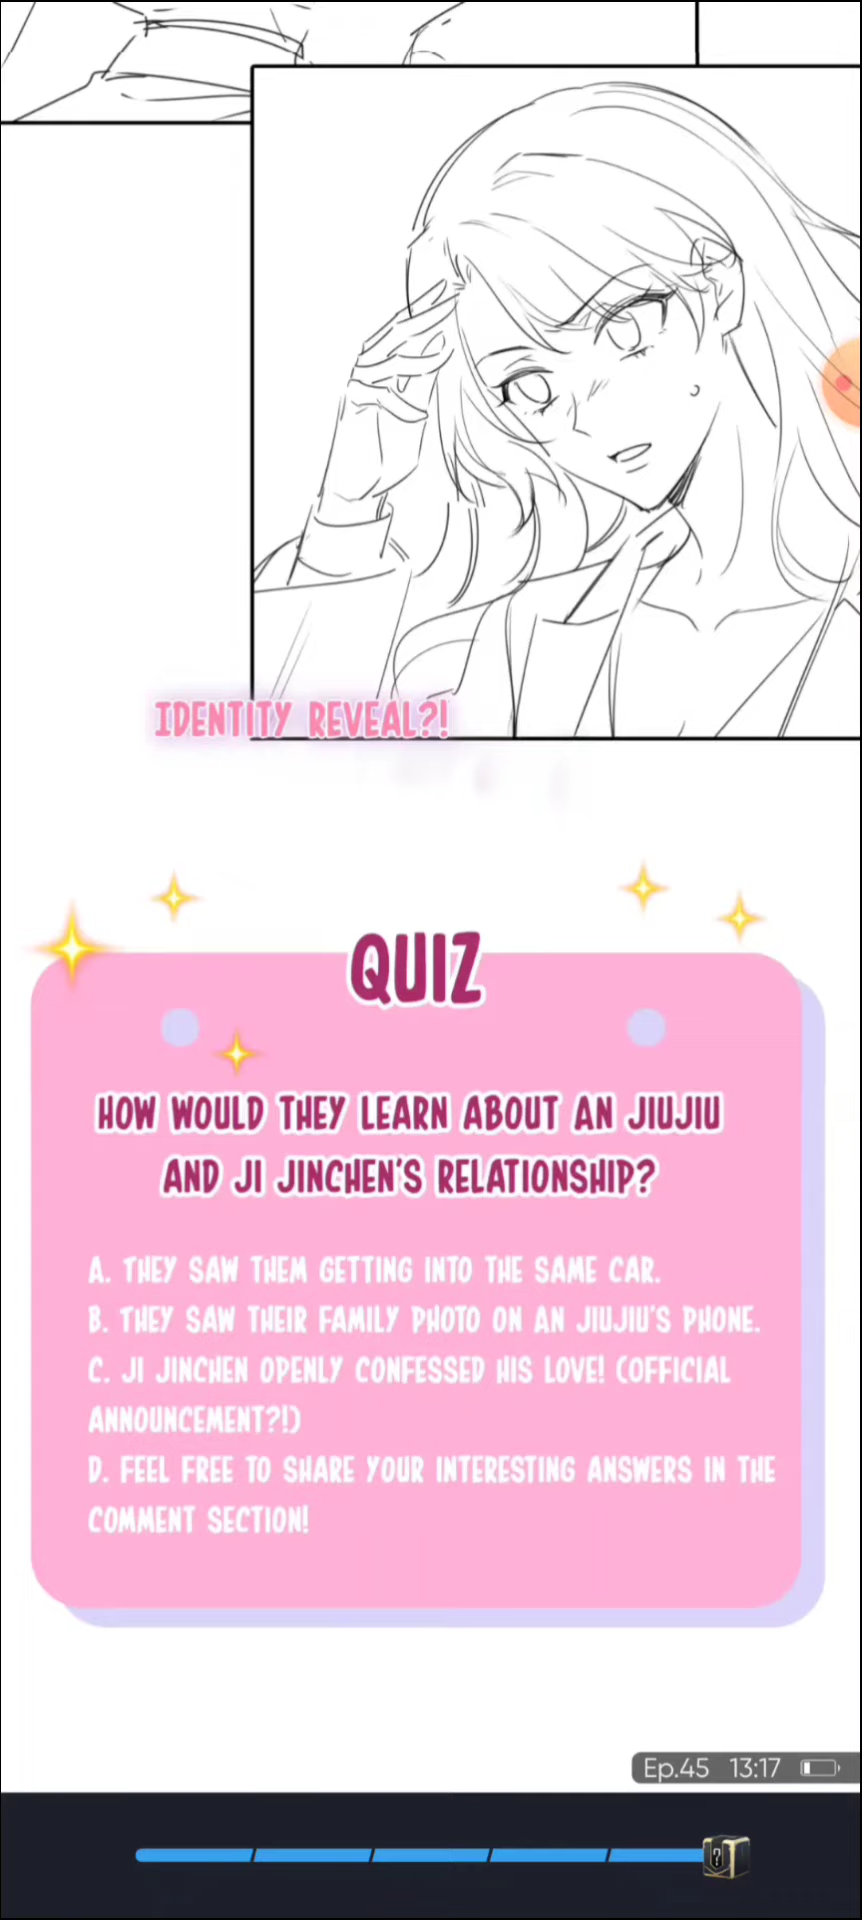 IDENTITY REVEAL?!
QUIZ
HOW WOULD THEY LEARN ABOUT AN JIUJIU
AND JI JINCHEN'S RELATIONSHIP?
A. THEY SAW THEM GETTING INTO THE SAME CAR.
B. THEY SAW THEIR FAMILY PHOTO ON AN JIUJIU'S PHONE.
C. JI JINCHEN OPENLY CONFESSED HIS LOVE! (OFFICIAL
ANNOUNCEMENT?!)
D. FEEL FREE TO SHARE YOUR INTERESTING ANSWERS IN THE
COMMENT SECTION!
Ep.45 13:17
?